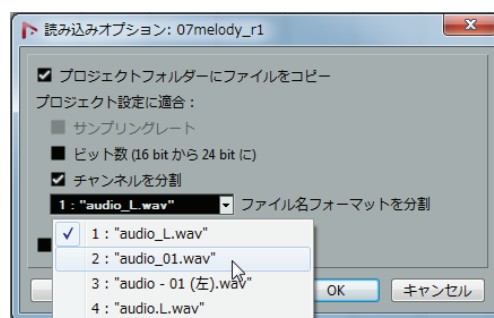 読み込みオプション: 07melody_r1
プロジェクトフォルダーにファイルをコピー
プロジェクト設定に適合：
サンプリングレート
ビット数 (16 bit から 24 bit に)
チャンネルを分割
1 : "audio_L.wav" ファイル名フォーマットを分割
1 : "audio_L.wav"
2 : "audio_01.wav"
3 : "audio - 01 (左).wav"
4 : "audio.L.wav"
OK キャンセル